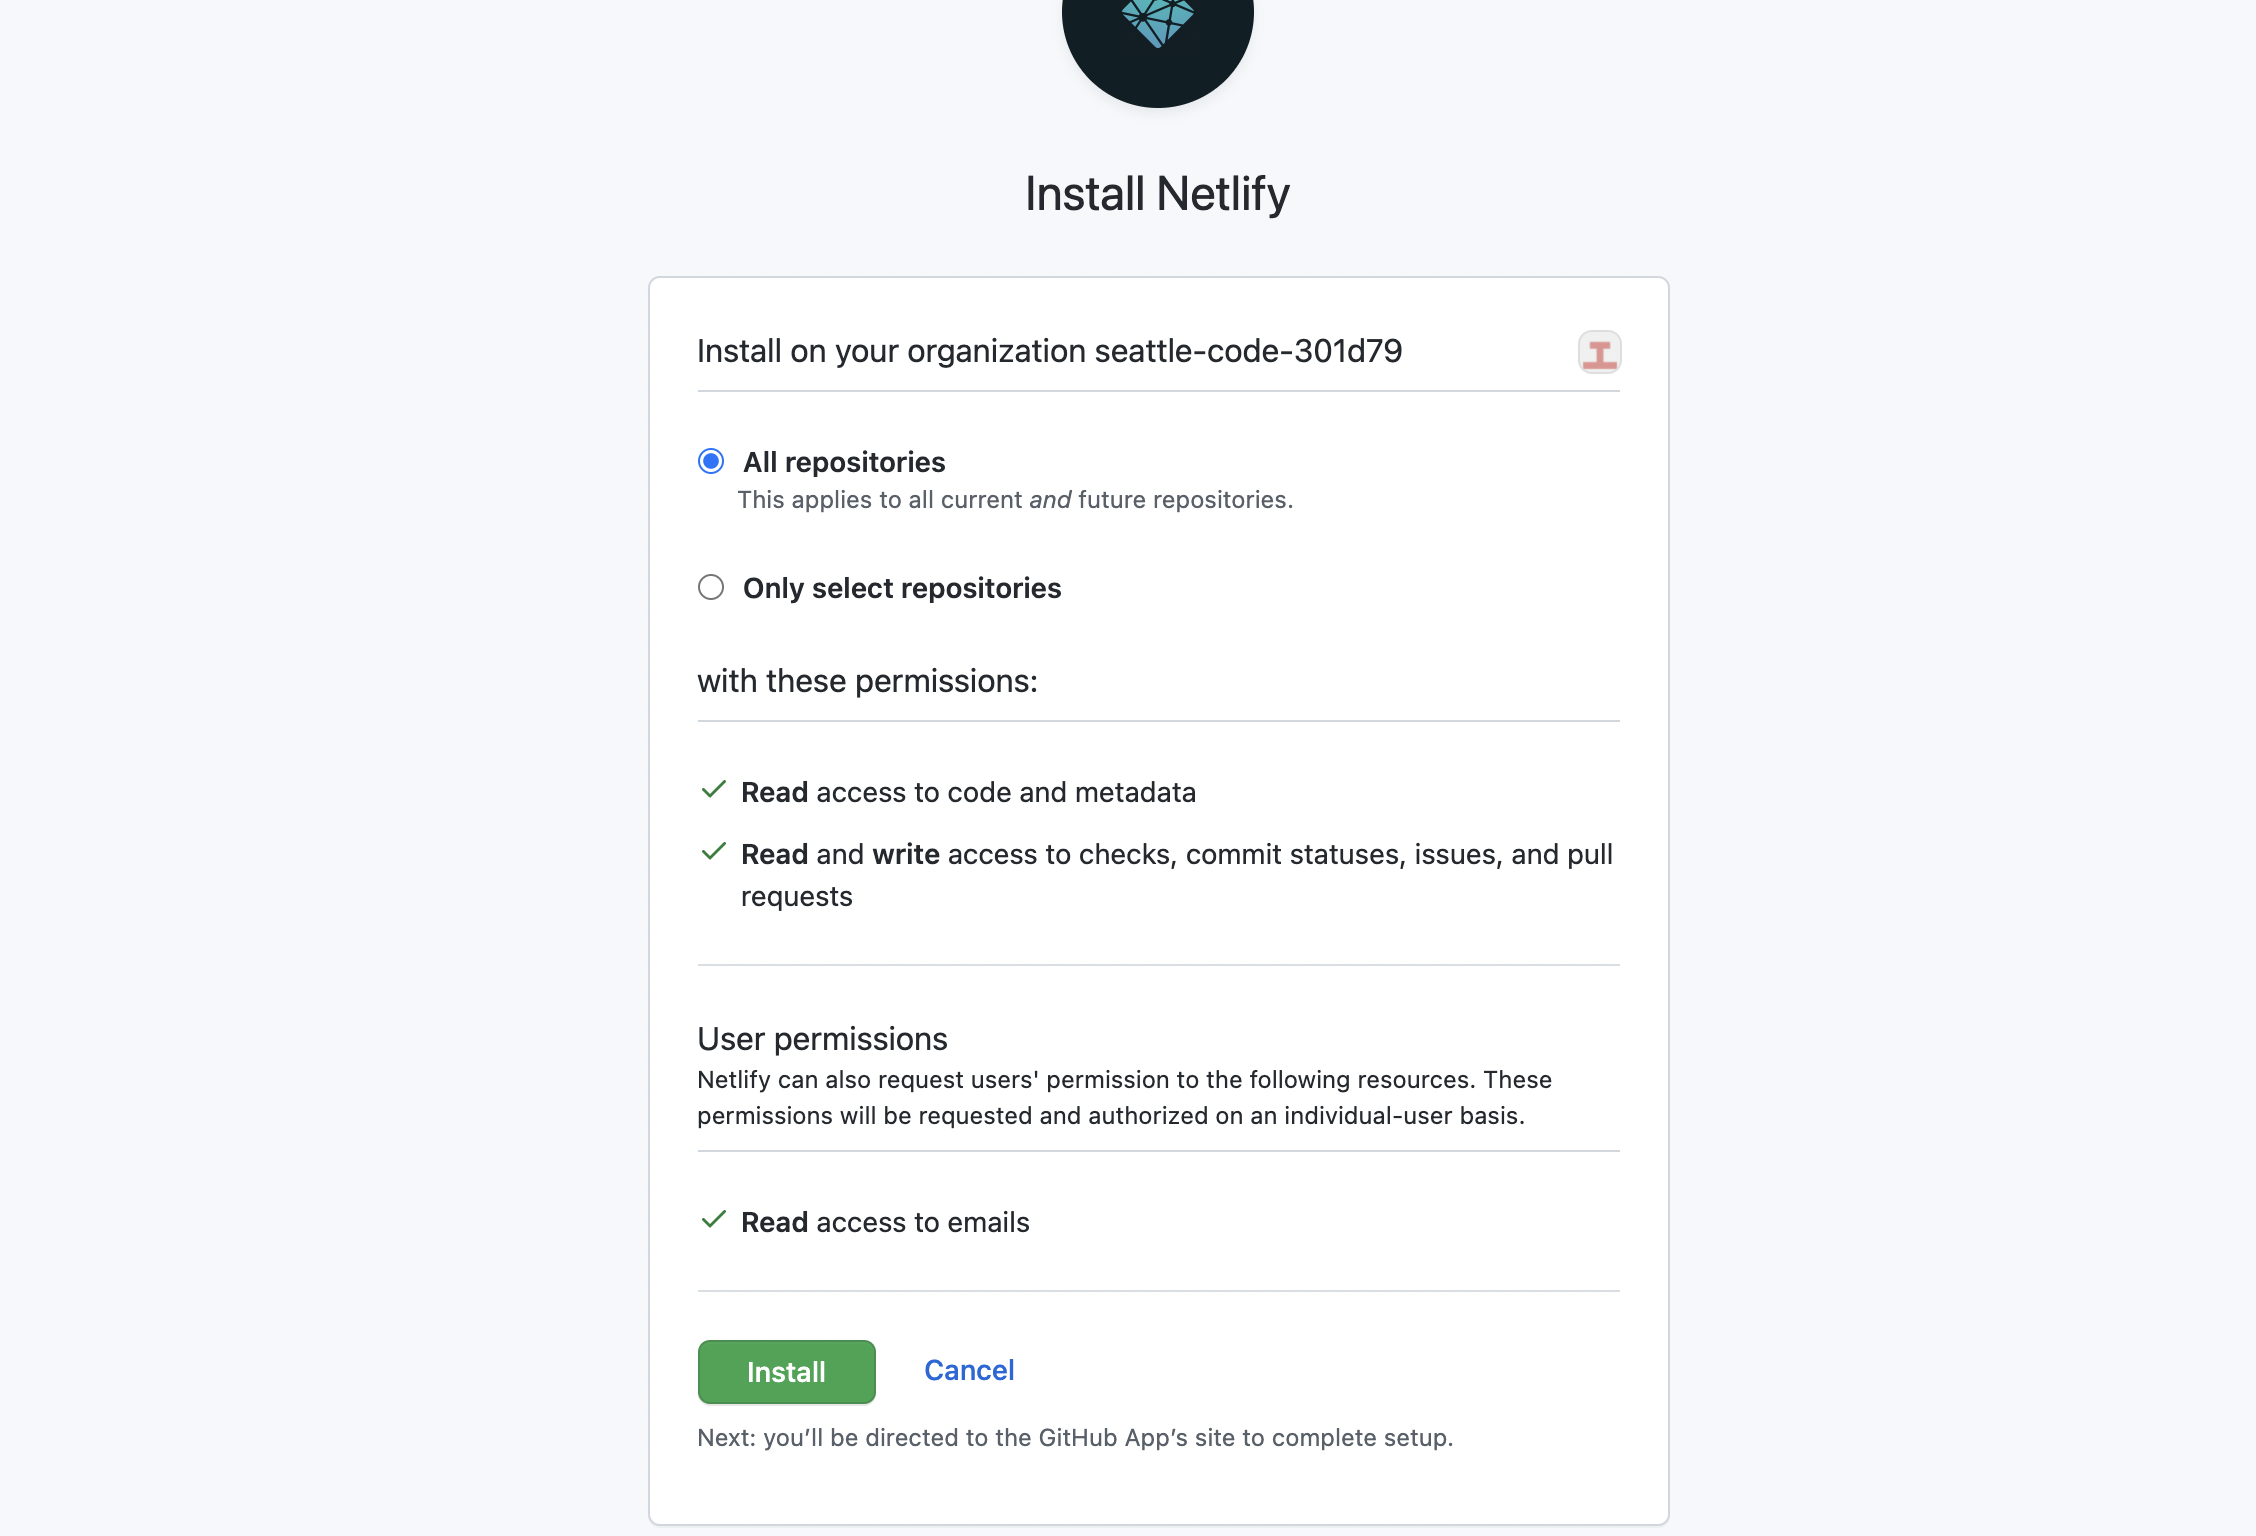 Install Netlify
Install on your organization seattle-code-301d79
All repositories
This applies to all current and future repositories.
Only select repositories
with these permissions:
Read access to code and metadata
Read and write access to checks, commit statuses, issues, and pull
requests
User permissions
Netlify can also request users' permission to the following resources. These
permissions will be requested and authorized on an individual-user basis.
Read access to emails
Install
Cancel
Next: you’ll be directed to the GitHub App’s site to complete setup.